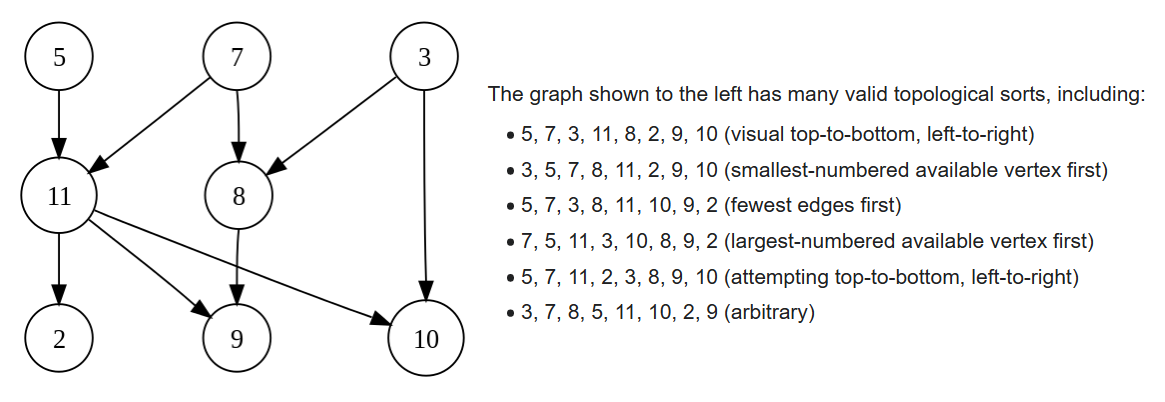 5 7 3
11 8
2 9 10
The graph shown to the left has many valid topological sorts, including:
• 5, 7, 3, 11, 8, 2, 9, 10 (visual top-to-bottom, left-to-right)
• 3, 5, 7, 8, 11, 2, 9, 10 (smallest-numbered available vertex first)
• 5, 7, 3, 8, 11, 10, 9, 2 (fewest edges first)
• 7, 5, 11, 3, 10, 8, 9, 2 (largest-numbered available vertex first)
• 5, 7, 11, 2, 3, 8, 9, 10 (attempting top-to-bottom, left-to-right)
• 3, 7, 8, 5, 11, 10, 2, 9 (arbitrary)